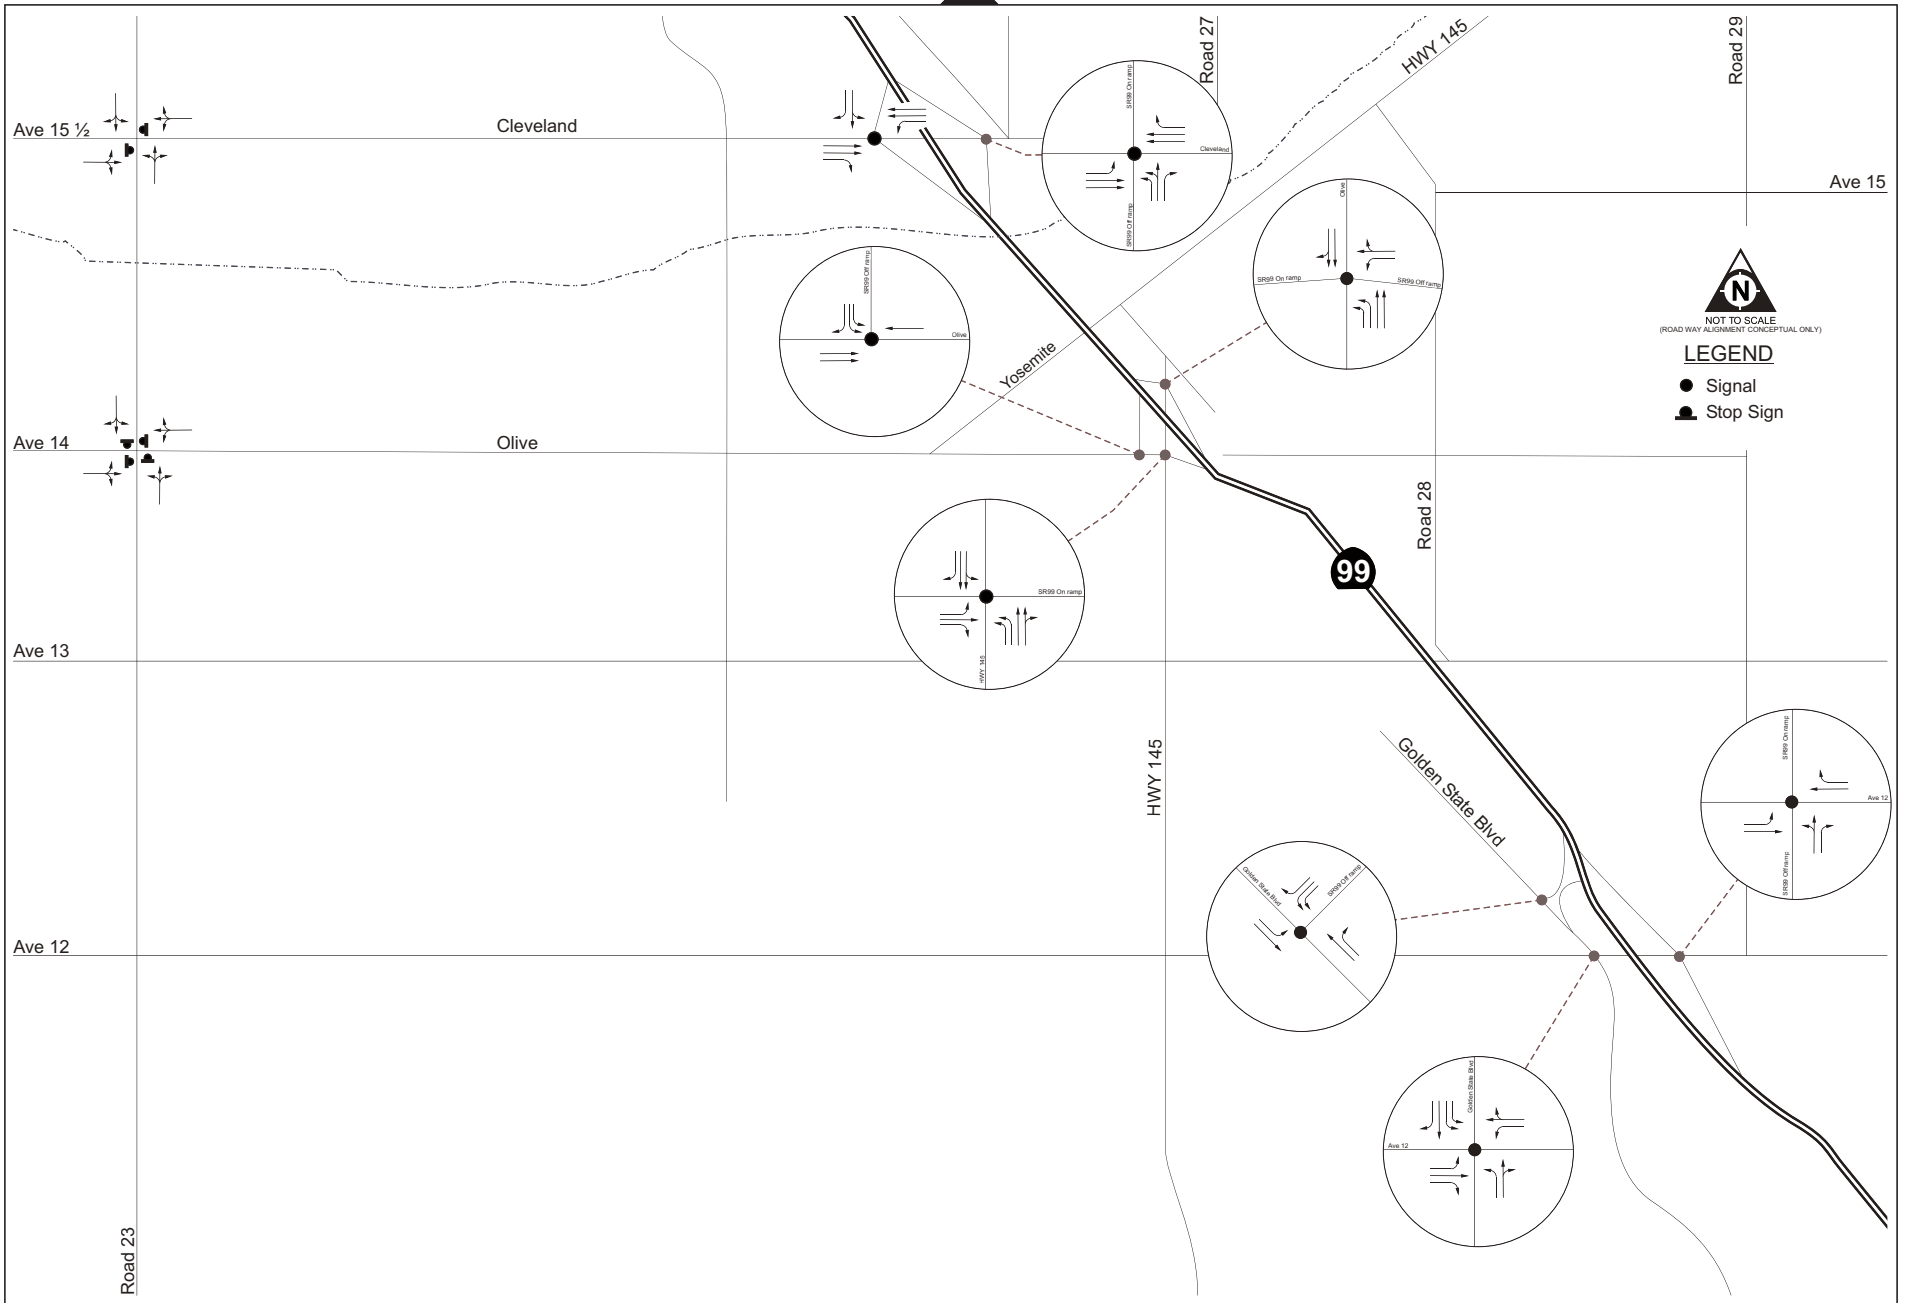 Road 27
Road 29
HWY 145
Ave 15 ½
Cleveland
SR99 On ramp
Cleveland
SR99 Off ramp
Ave 15
Olive
SR99 On ramp
SR99 Off ramp
SR99 Off ramp
Olive
N
NOT TO SCALE
(ROAD WAY ALIGNMENT CONCEPTUAL ONLY)
LEGEND
Signal
Stop Sign
Yosemite
Ave 14
Olive
Road 28
99
SR99 On ramp
HWY 145
Ave 13
HWY 145
Golden State Blvd
SR99 On ramp
Ave 12
SR99 Off ramp
Golden State Blvd
SR99 Off ramp
Ave 12
Golden State Blvd
Ave 12
Road 23